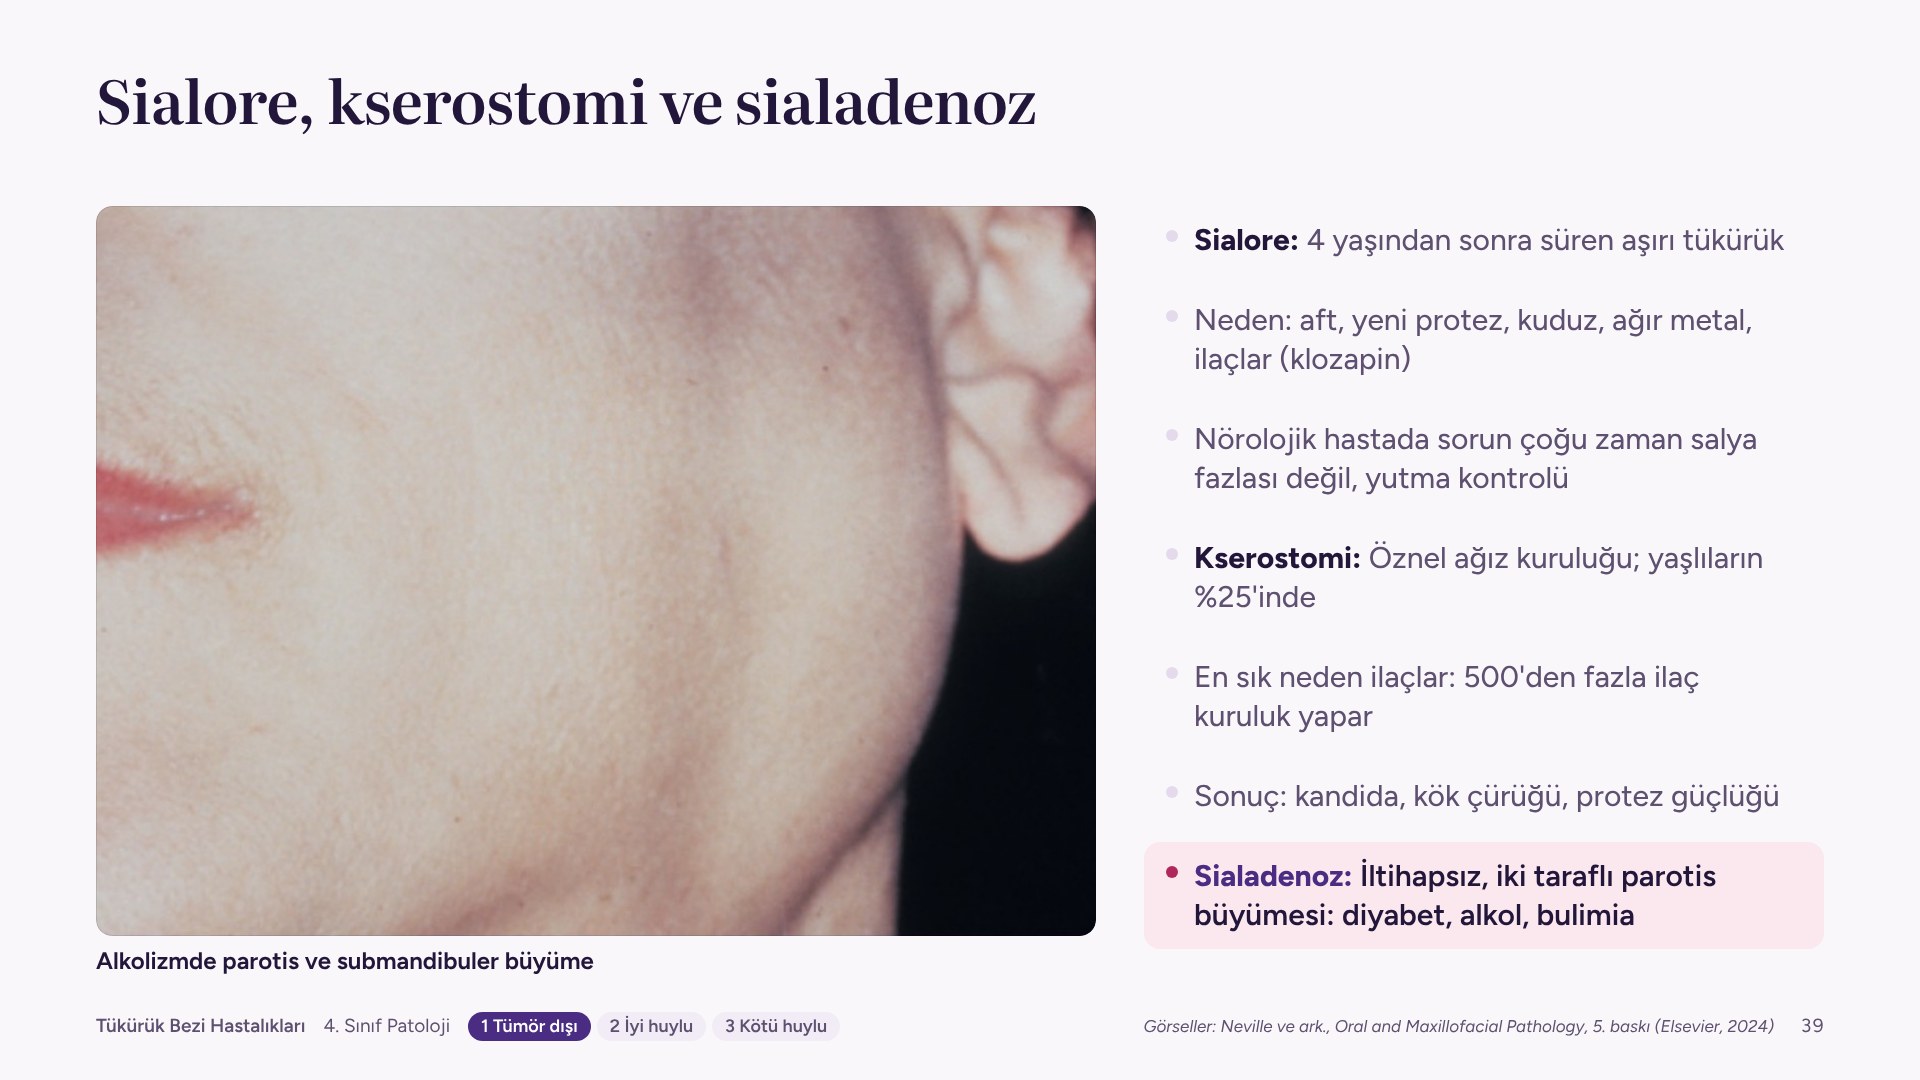 Sialore, kserostomi ve sialadenoz
Sialore: 4 yaşından sonra süren aşırı tükürük
Neden: aft, yeni protez, kuduz, ağır metal,
ilaçlar (klozapin)
Nörolojik hastada sorun çoğu zaman salya
fazlası değil, yutma kontrolü
Kserostomi: Öznel ağız kuruluğu; yaşlıların
%25'inde
En sık neden ilaçlar: 500'den fazla ilaç
kuruluk yapar
Sonuç: kandida, kök çürüğü, protez güçlüğü
Sialadenoz: İltihapsız, iki taraflı parotis
büyümesi: diyabet, alkol, bulimia
Alkolizmde parotis ve submandibuler büyüme
Tükürük Bezi Hastalıkları 4. Sınıf Patoloji 1 Tümör dışı 2 İyi huylu 3 Kötü huylu
Görseller: Neville ve ark., Oral and Maxillofacial Pathology, 5. baskı (Elsevier, 2024) 39